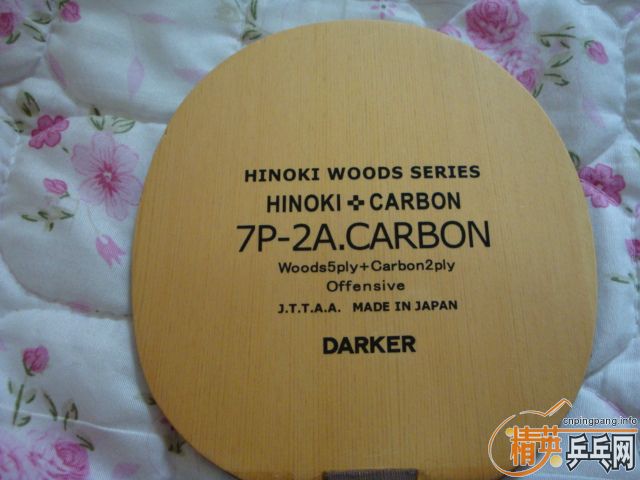 HINOKI WOODS SERIES
HINOKI CARBON
7P-2A.CARBON
Woods5ply+Carbon2ply
Offensive
J.T.T.A.A. MADE IN JAPAN
DARKER
cnpingpang.info
精英乒乓网